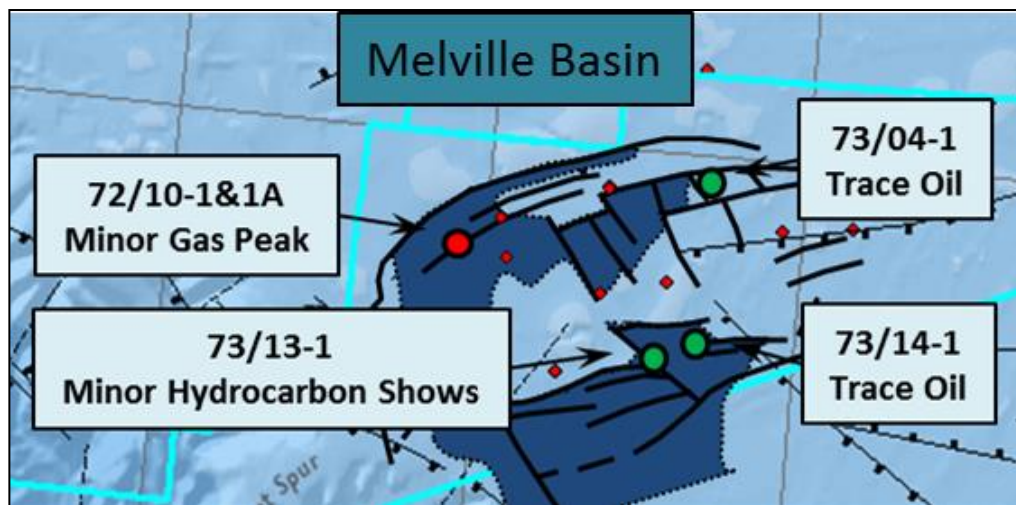 Melville Basin
73/04-1
Trace Oil
72/10-1&1A
Minor Gas Peak
73/13-1
Minor Hydrocarbon Shows
73/14-1
Trace Oil
Spur